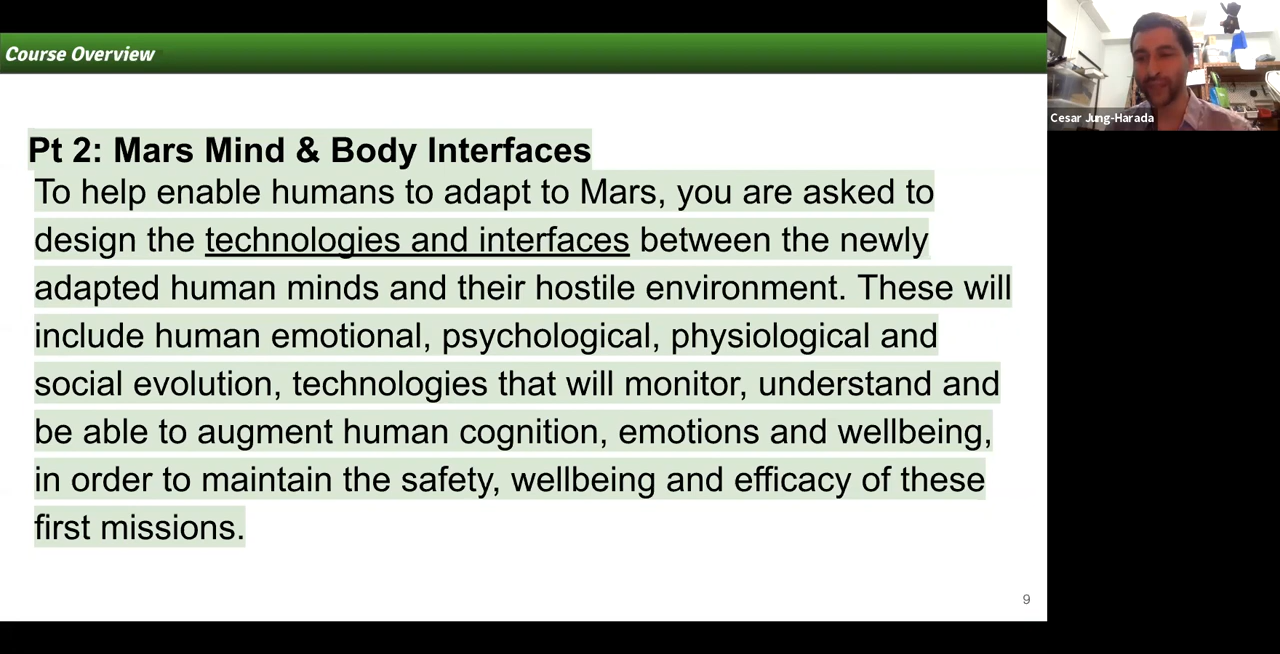 Course Overview
Cesar Jung-Harada
Pt 2: Mars Mind & Body Interfaces
To help enable humans to adapt to Mars, you are asked to
design the technologies and interfaces between the newly
adapted human minds and their hostile environment. These will
include human emotional, psychological, physiological and
social evolution, technologies that will monitor, understand and
be able to augment human cognition, emotions and wellbeing,
in order to maintain the safety, wellbeing and efficacy of these
first missions.
9